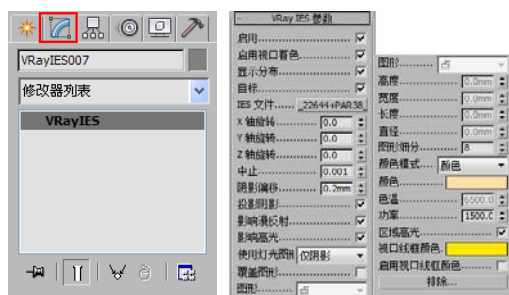 VRayIES007
修改器列表
VRayIES
VRay IES 参数
启用
启用视口着色
显示分布
目标
IES 文件 _22644+PAR38_
X 轴旋转 0.0
Y 轴旋转 0.0
Z 轴旋转 0.0
中止 0.001
阴影偏移 0.2mm
投影阴影
影响漫反射
影响高光
使用灯光图形 仅阴影
覆盖图形
图形 点
图形 点
高度 0.0mm
宽度 0.0mm
长度 0.0mm
直径 0.0mm
图形细分 8
颜色模式 颜色
颜色
色温 6500.0
功率 1500.0
区域高光
视口线框颜色
启用视口线框颜色
排除...